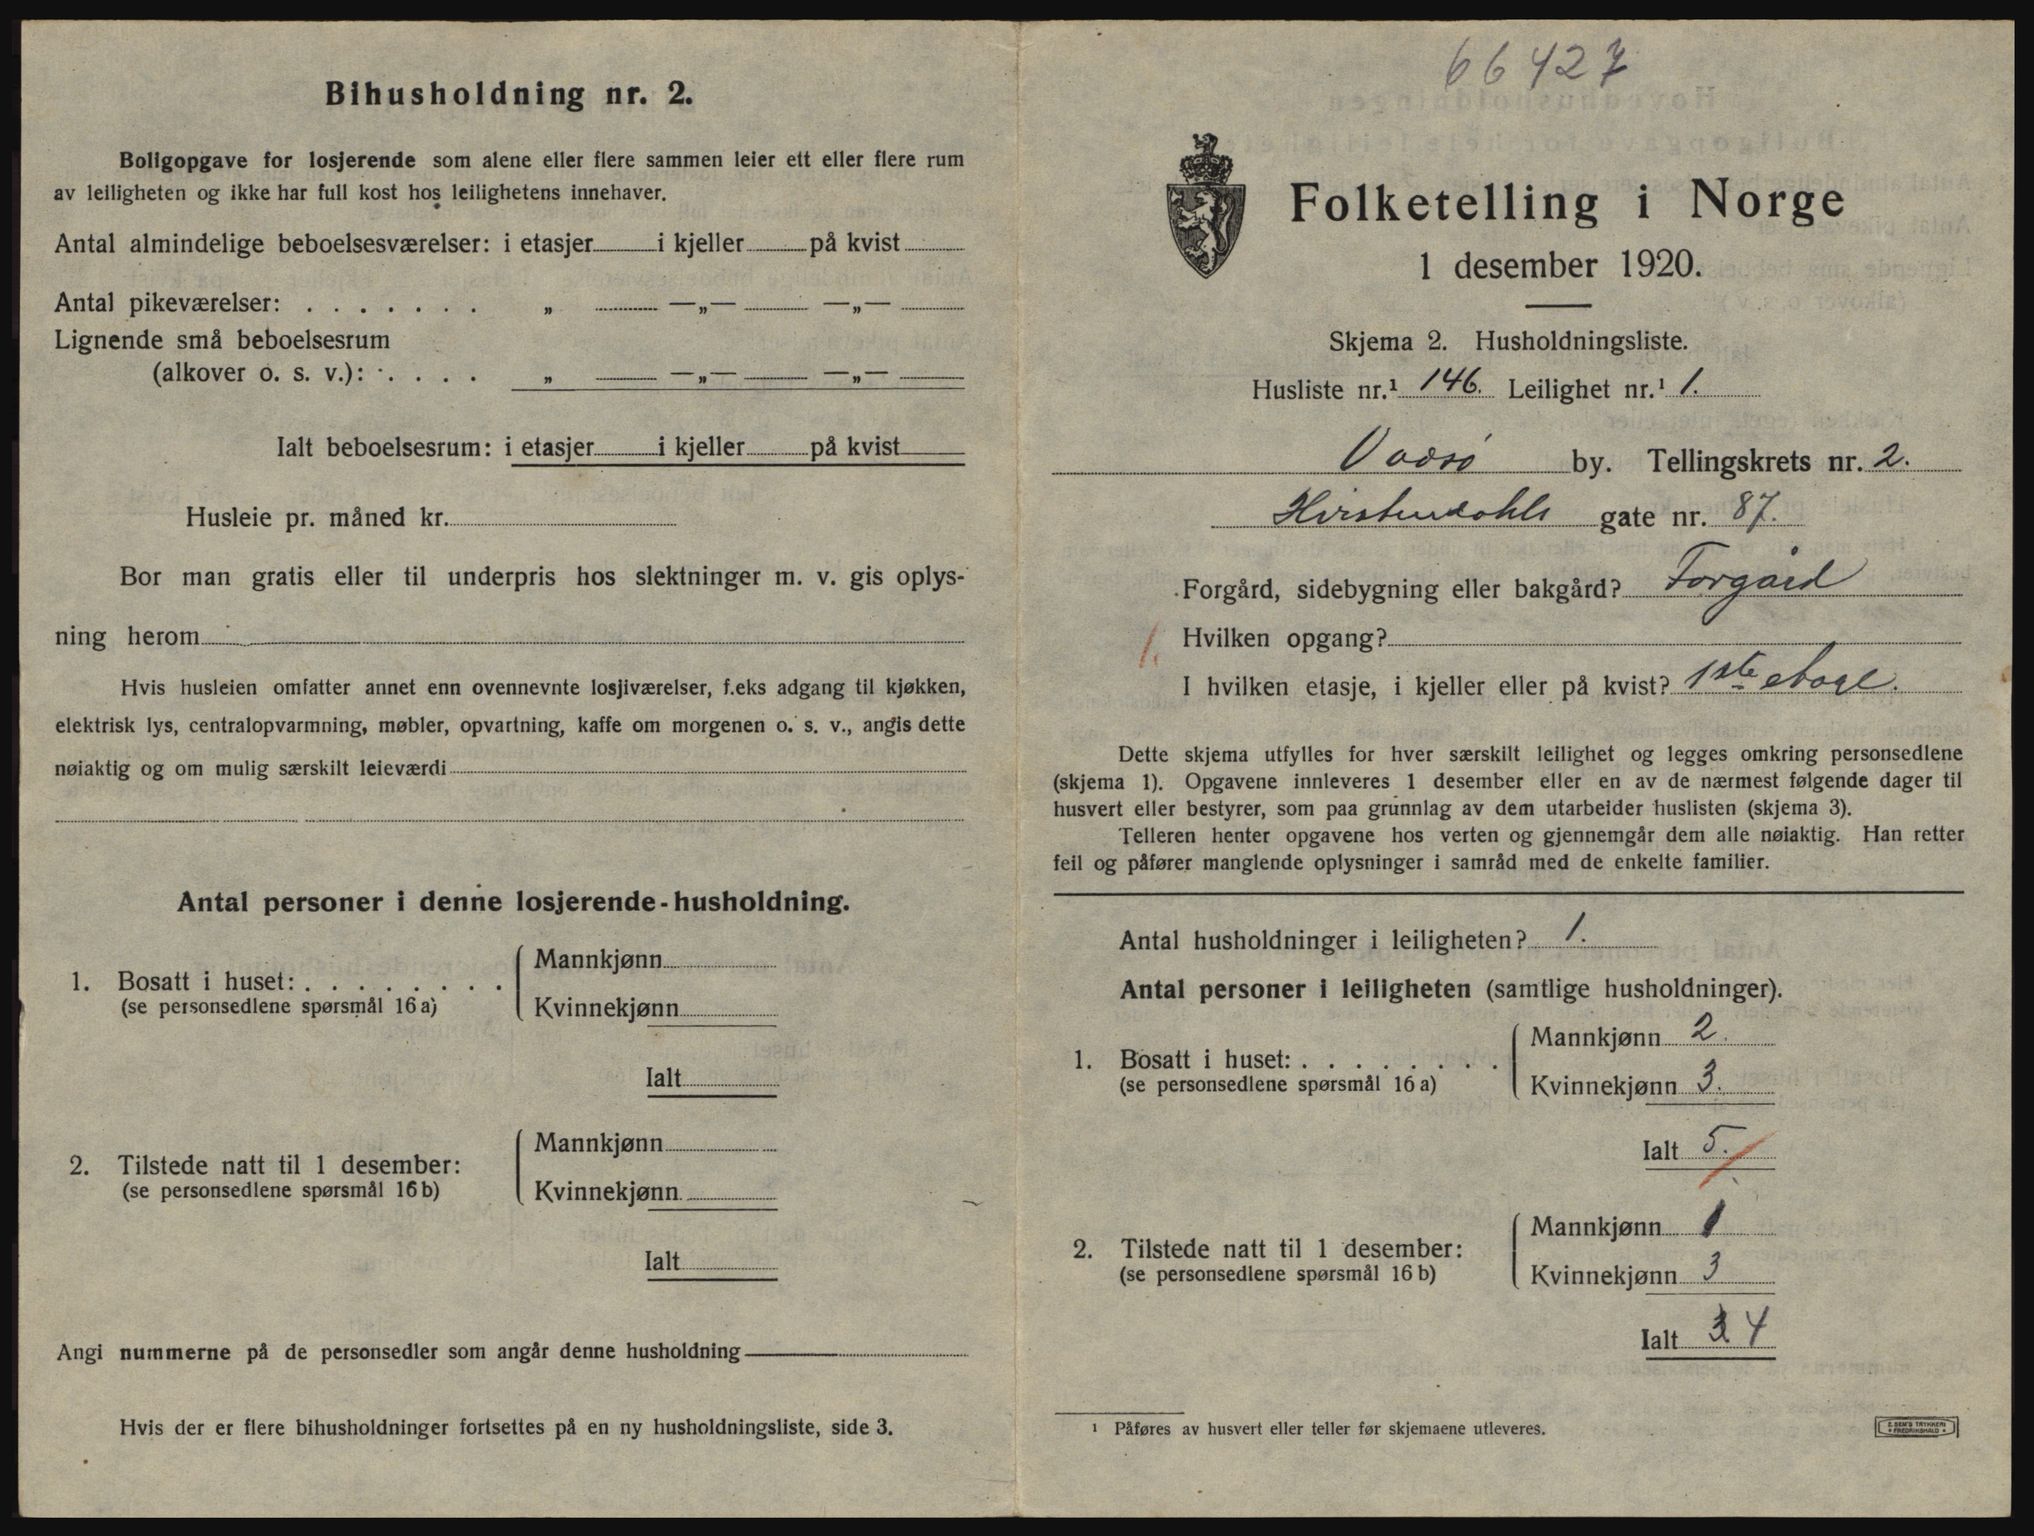 Bihusholdning nr. 2.
Boligopgave for losjerende som alene eller flere sammen leier ett eller flere rum
av leiligheten og ikke har full kost hos leilighetens innehaver.
Antal almindelige beboelsesværelser: i etasjer i kjeller på kvist
Antal pikeværelser: . . . . . . . „ —„— —„—
Lignende små beboelsesrum
(alkover o. s. v.): . . . . . „ —„— —„—
Ialt beboelsesrum: i etasjer i kjeller på kvist
Husleie pr. måned kr.
Bor man gratis eller til underpris hos slektninger m. v. gis oplys-
ning herom
Hvis husleien omfatter annet enn ovennevnte losjiværelser, f.eks adgang til kjøkken,
elektrisk lys, centralopvarmning, møbler, opvartning, kaffe om morgenen o. s. v., angis dette
nøiaktig og om mulig særskilt leieværdi
Antal personer i denne losjerende-husholdning.
Mannkjønn
1. Bosatt i huset: . . . . . . . .
(se personsedlene spørsmål 16 a)
Kvinnekjønn
Ialt
Mannkjønn
2. Tilstede natt til 1 desember:
(se personsedlene spørsmål 16 b)
Kvinnekjønn
Ialt
Angi nummerne på de personsedler som angår denne husholdning
Hvis der er flere bihusholdninger fortsettes på en ny husholdningsliste, side 3.
66427
Folketelling i Norge
1 desember 1920.
Skjema 2. Husholdningsliste.
Husliste nr.¹ 146. Leilighet nr.¹ 1.
Vadsø by. Tellingskrets nr. 2.
gate nr. 87.
Forgård, sidebygning eller bakgård? Forgård
1. Hvilken opgang?
I hvilken etasje, i kjeller eller på kvist? 1ste etage.
Dette skjema utfylles for hver særskilt leilighet og legges omkring personsedlene
(skjema 1). Opgavene innleveres 1 desember eller en av de nærmest følgende dager til
husvert eller bestyrer, som paa grunnlag av dem utarbeider huslisten (skjema 3).
Telleren henter opgavene hos verten og gjennemgår dem alle nøiaktig. Han retter
feil og påfører manglende oplysninger i samråd med de enkelte familier.
Antal husholdninger i leiligheten? 1.
Antal personer i leiligheten (samtlige husholdninger).
Mannkjønn 2.
1. Bosatt i huset: . . . . . . . .
(se personsedlene spørsmål 16 a)
Kvinnekjønn 3.
Ialt 5.
Mannkjønn 1
2. Tilstede natt til 1 desember:
(se personsedlene spørsmål 16 b)
Kvinnekjønn 3
Ialt 3 4
¹ Påføres av husvert eller teller før skjemaene utleveres.
E. SEM'S TRYKKERI
FREDRIKSHALD